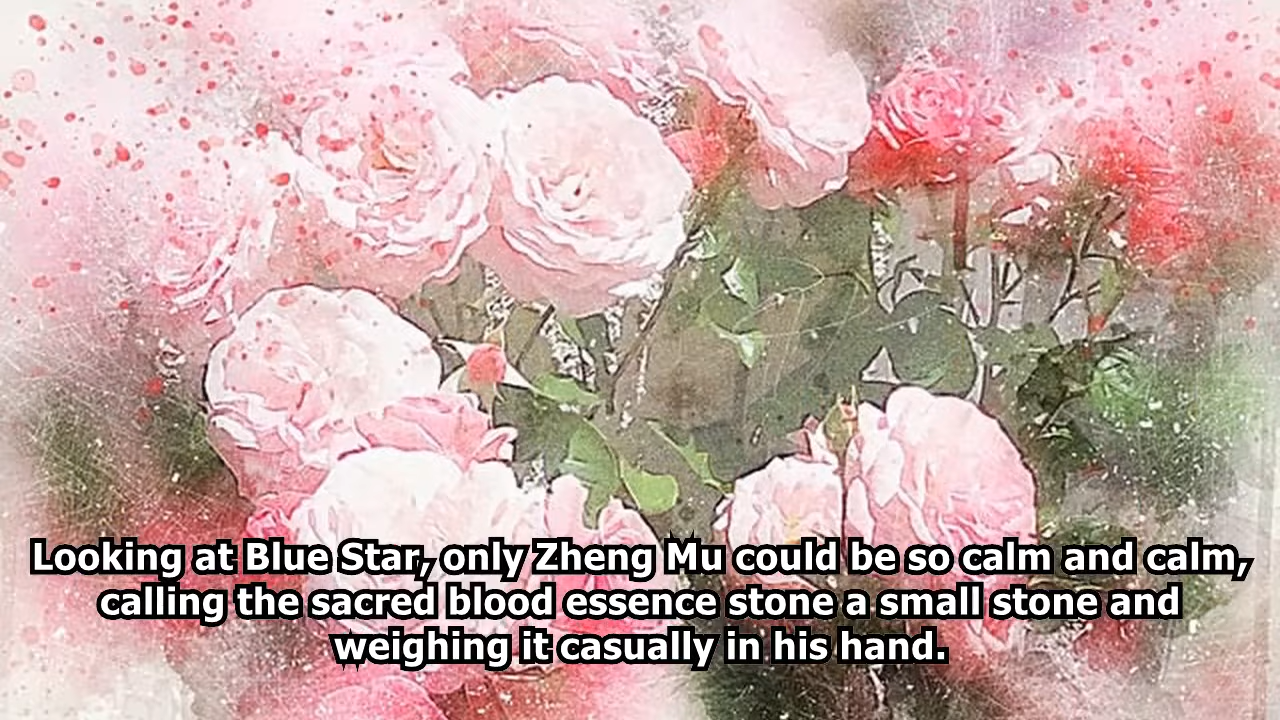 Looking at Blue Star, only Zheng Mu could be so calm and calm,
calling the sacred blood essence stone a small stone and
weighing it casually in his hand.